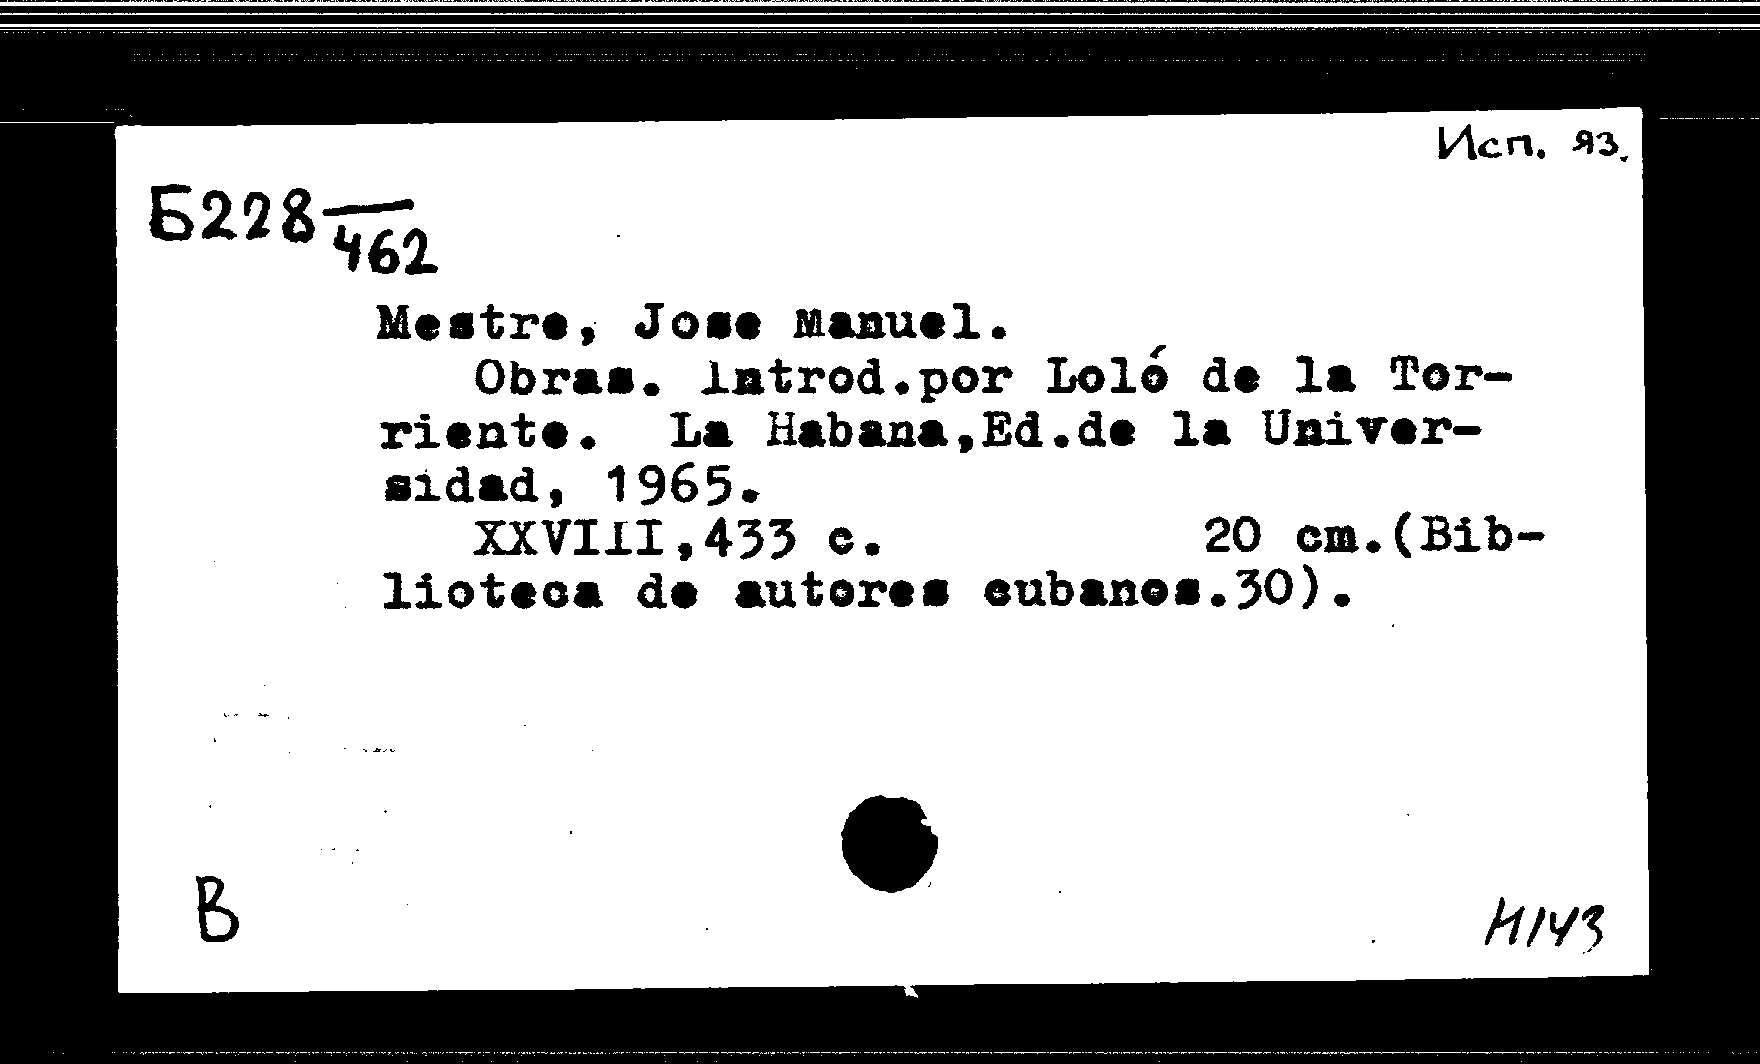 Исп. яз.
Б228
462
Mestre, Jose Manuel.
Obras. Introd.por Loló de la Tor-
riente. La Habana,Ed.de la Univer-
sidad, 1965.
XXVIII,433 c. 20 cm.(Bib-
lioteca de autores cubanos.30).
В
И143